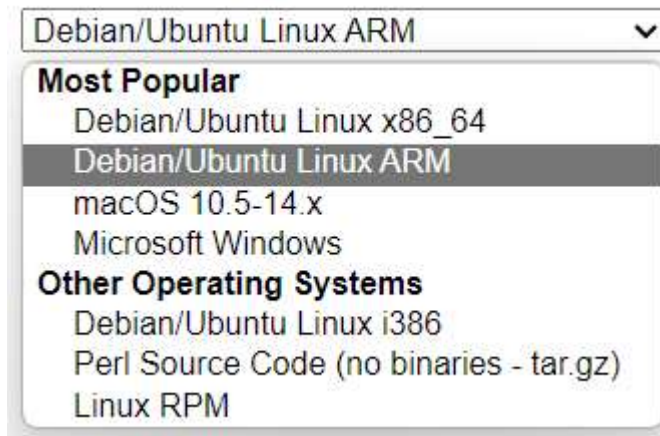 Debian/Ubuntu Linux ARM
Most Popular
Debian/Ubuntu Linux x86_64
Debian/Ubuntu Linux ARM
macOS 10.5-14.x
Microsoft Windows
Other Operating Systems
Debian/Ubuntu Linux i386
Perl Source Code (no binaries - tar.gz)
Linux RPM